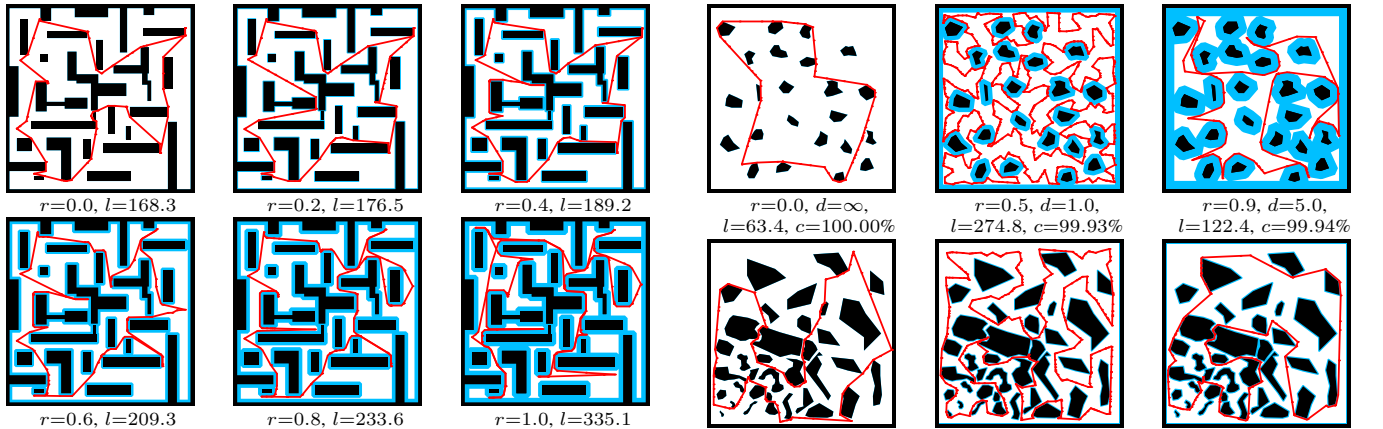 r=0.0, l=168.3
r=0.2, l=176.5
r=0.4, l=189.2
r=0.6, l=209.3
r=0.8, l=233.6
r=1.0, l=335.1
r=0.0, d=∞,
l=63.4, c=100.00%
r=0.5, d=1.0,
l=274.8, c=99.93%
r=0.9, d=5.0,
l=122.4, c=99.94%